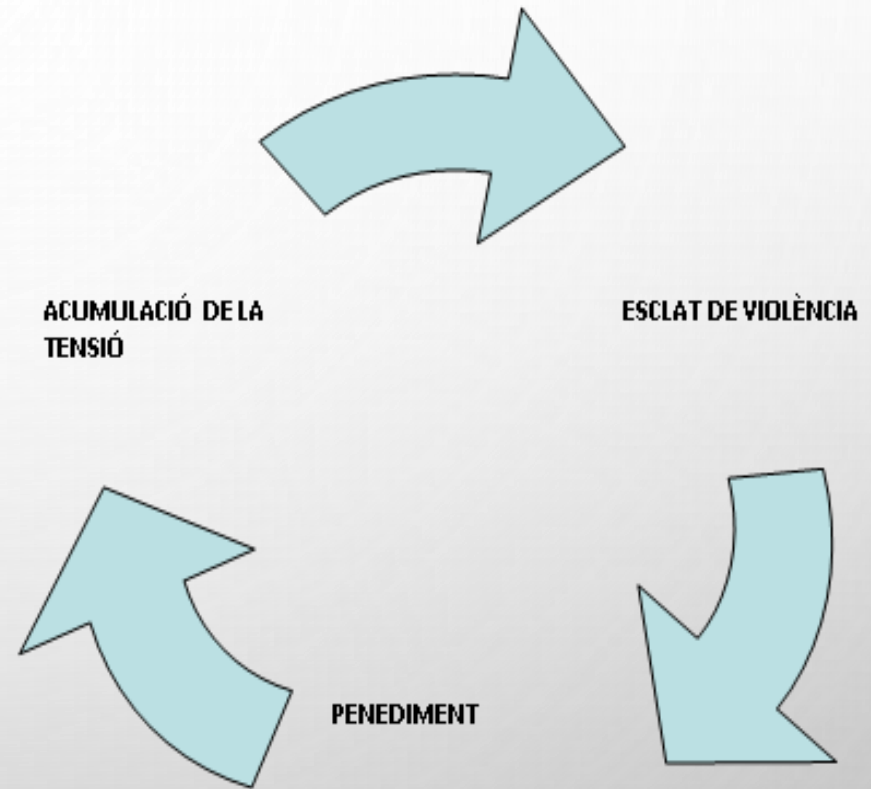 ACUMULACIÓ DE LA
TENSIÓ
ESCLAT DE VIOLÈNCIA
PENEDIMENT